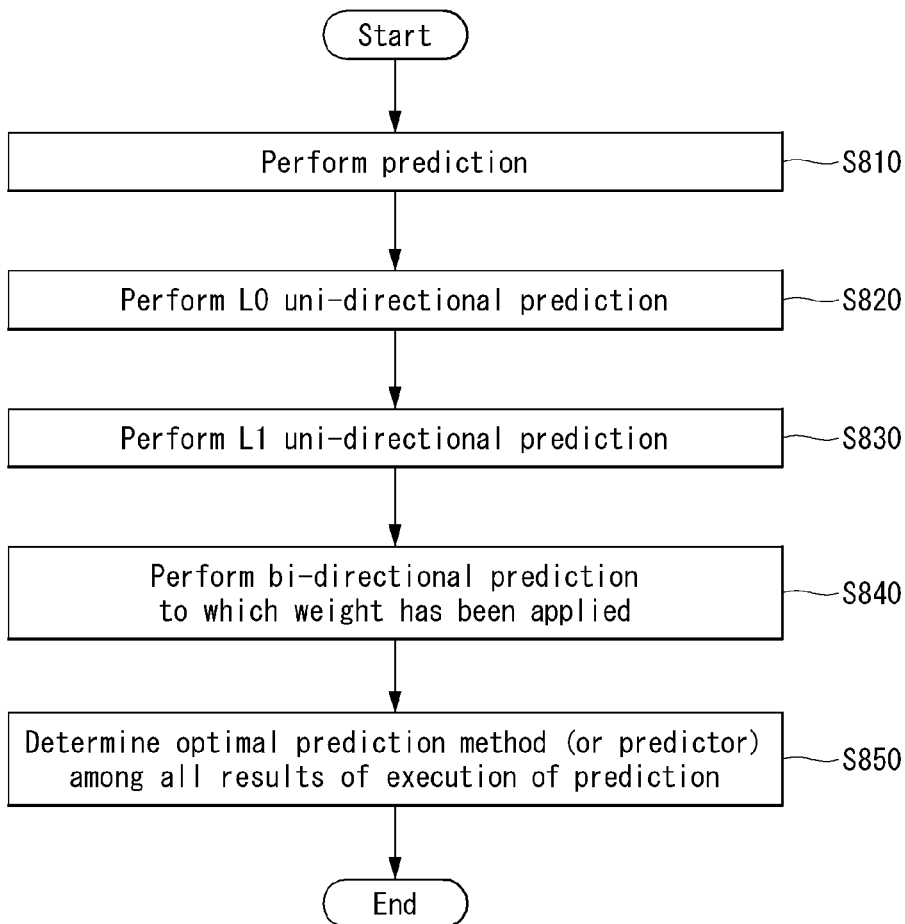 Start
Perform prediction
S810
Perform L0 uni-directional prediction
S820
Perform L1 uni-directional prediction
S830
Perform bi-directional prediction
to which weight has been applied
S840
Determine optimal prediction method (or predictor)
among all results of execution of prediction
S850
End